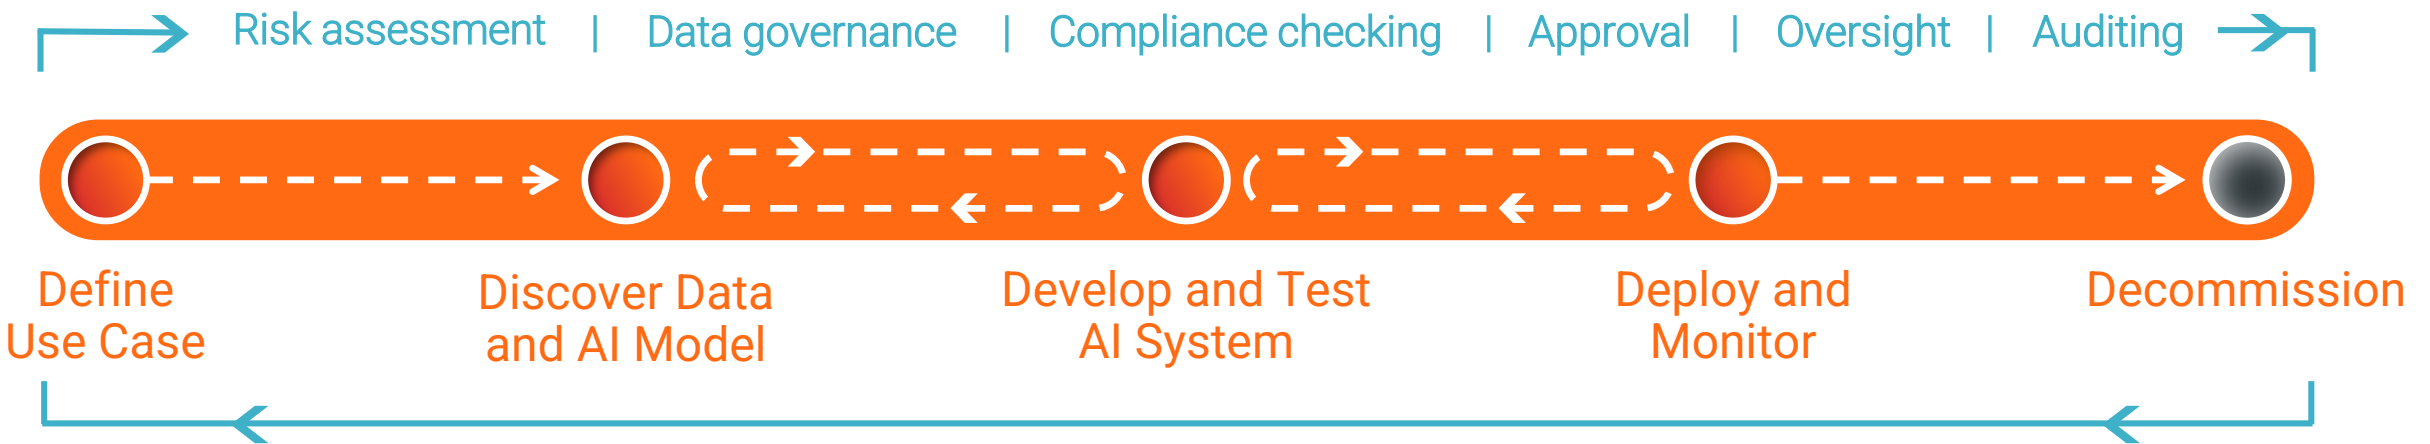 Risk assessment | Data governance | Compliance checking | Approval | Oversight | Auditing
Define
Use Case
Discover Data
and AI Model
Develop and Test
AI System
Deploy and
Monitor
Decommission